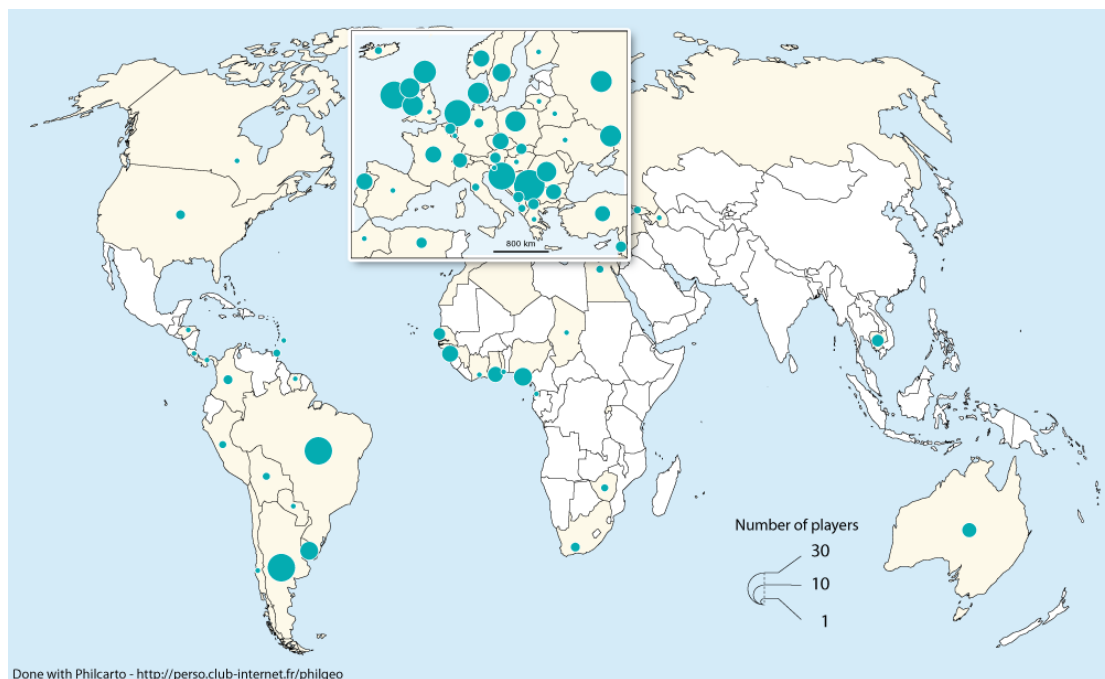 800 km
Number of players
30
10
1
Done with Philcarto - http://perso.club-internet.fr/philgeo